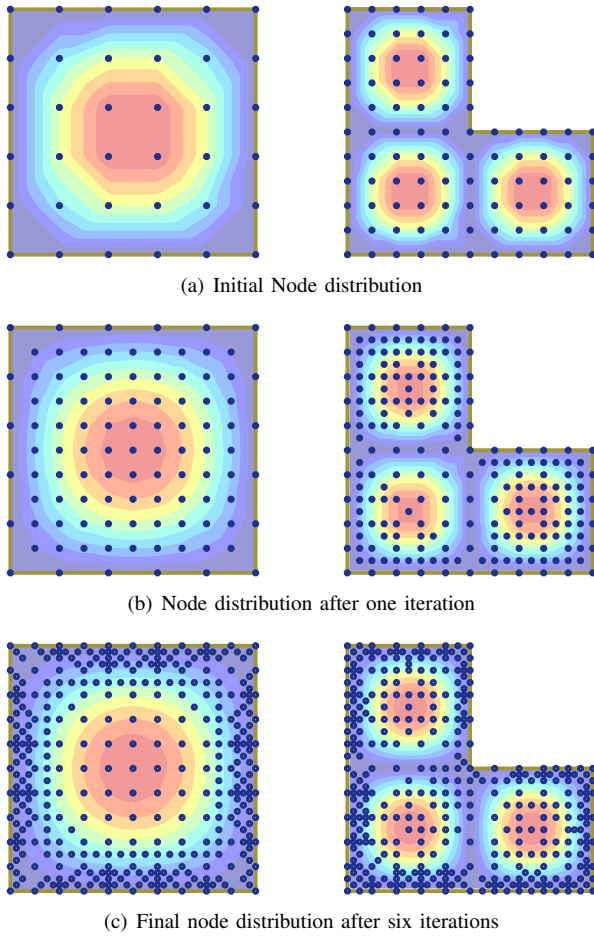 (a) Initial Node distribution
(b) Node distribution after one iteration
(c) Final node distribution after six iterations